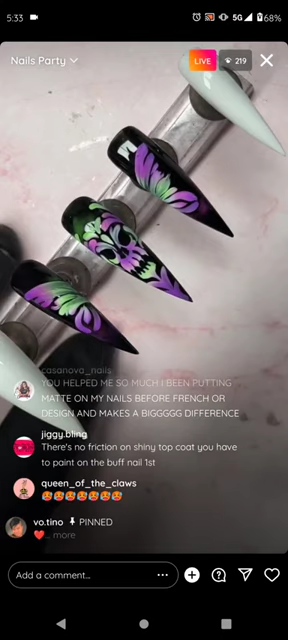 5:33
5G 68%
Nails Party
LIVE
219
casanova_nails
YOU HELPED ME SO MUCH I BEEN PUTTING
MATTE ON MY NAILS BEFORE FRENCH OR
DESIGN AND MAKES A BIGGGGG DIFFERENCE
jiggy.bling
There's no friction on shiny top coat you have
to paint on the buff nail 1st
queen_of_the_claws
🥵🥵🥵🥵🥵🥵🥵
vo.tino PINNED
❤️... more
Add a comment...